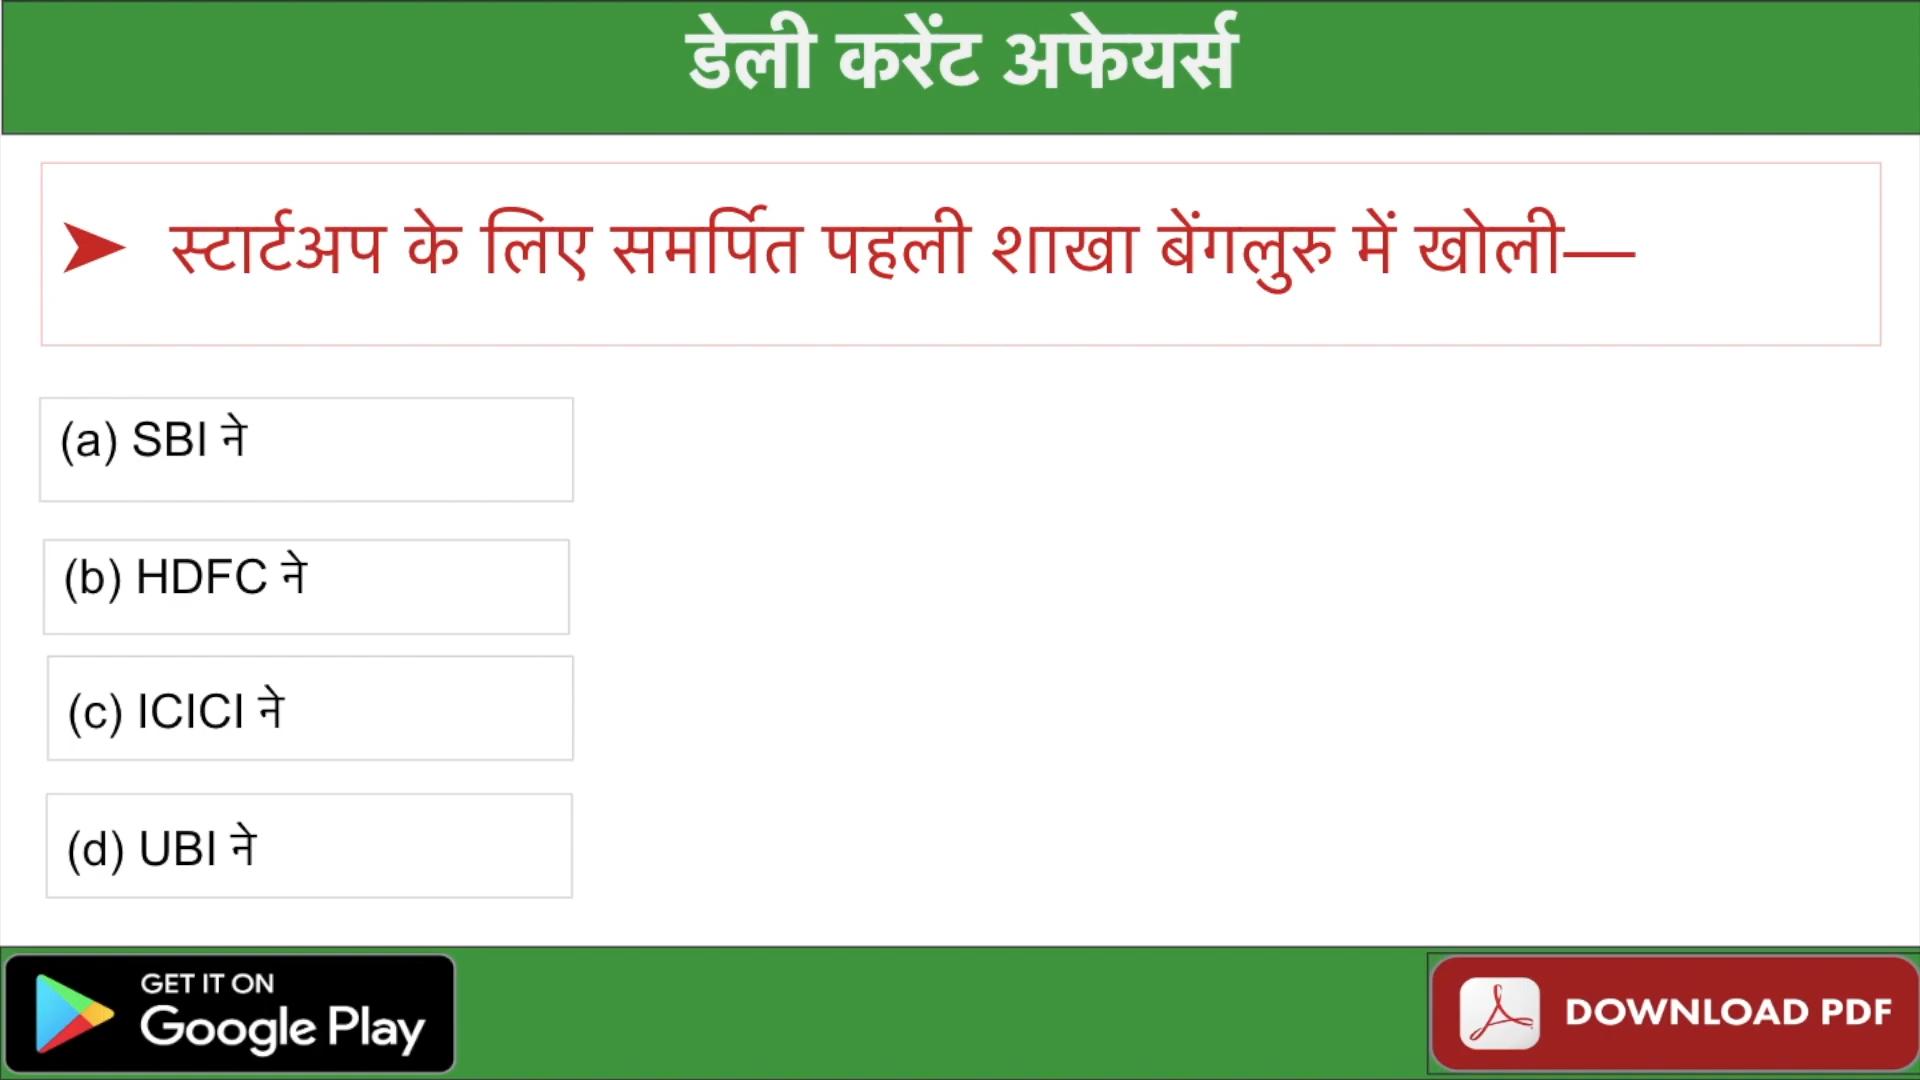 डेली करेंट अफेयर्स
➤ स्टार्टअप के लिए समर्पित पहली शाखा बेंगलुरु में खोली—
(a) SBI ने
(b) HDFC ने
(c) ICICI ने
(d) UBI ने
GET IT ON
Google Play
DOWNLOAD PDF